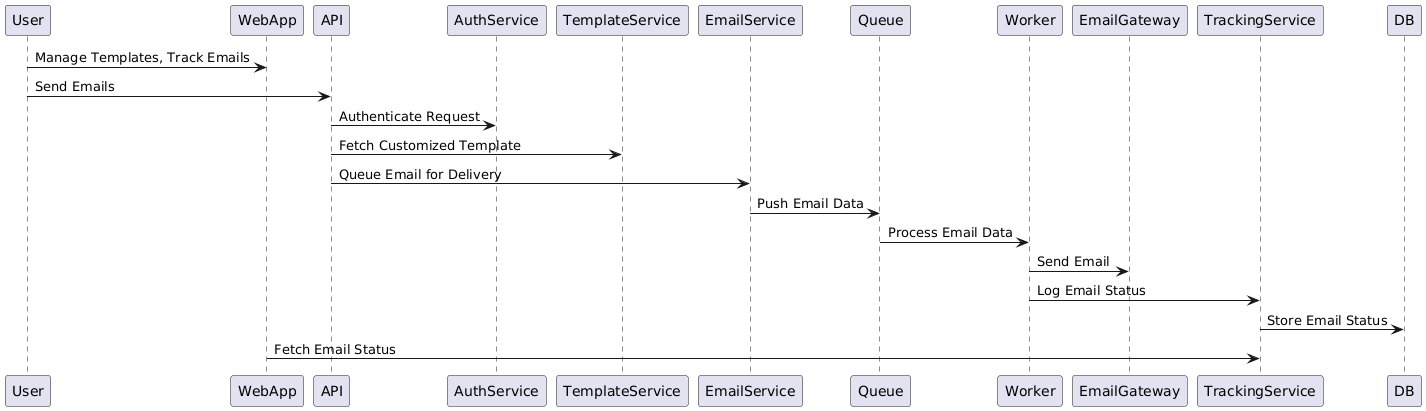 User WebApp API AuthService TemplateService EmailService Queue Worker EmailGateway TrackingService DB
Manage Templates, Track Emails
Send Emails
Authenticate Request
Fetch Customized Template
Queue Email for Delivery
Push Email Data
Process Email Data
Send Email
Log Email Status
Store Email Status
Fetch Email Status
User WebApp API AuthService TemplateService EmailService Queue Worker EmailGateway TrackingService DB